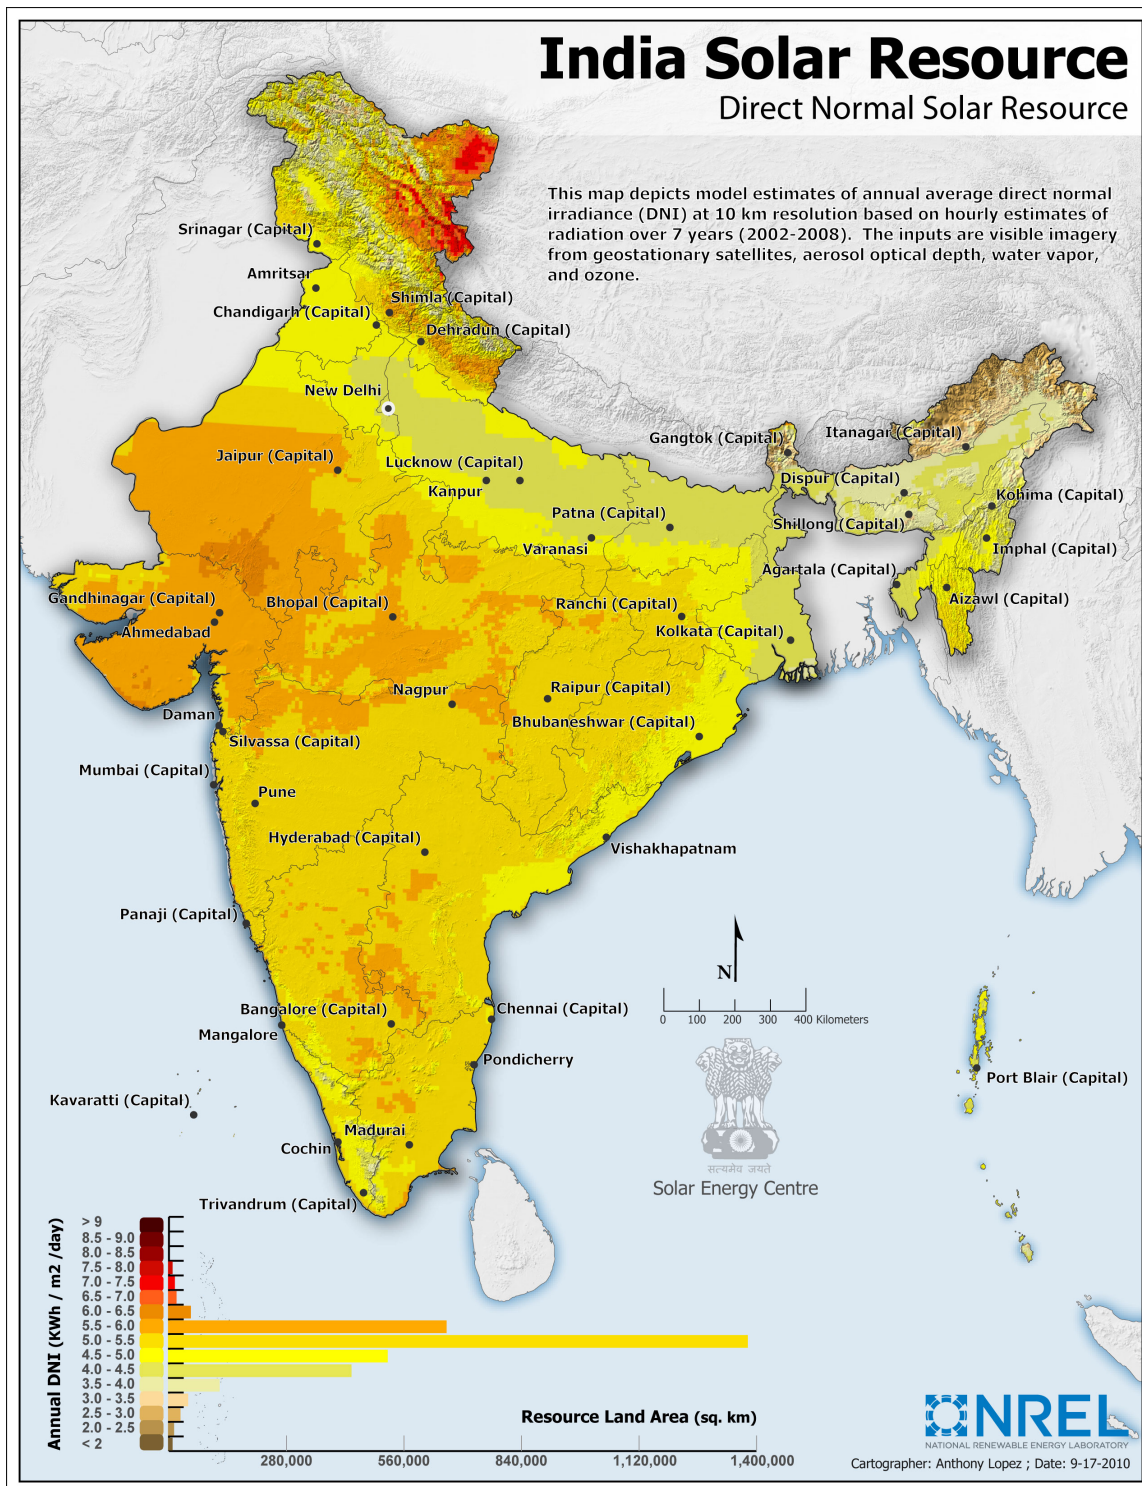 India Solar Resource
Direct Normal Solar Resource
This map depicts model estimates of annual average direct normal
irradiance (DNI) at 10 km resolution based on hourly estimates of
radiation over 7 years (2002-2008). The inputs are visible imagery
from geostationary satellites, aerosol optical depth, water vapor,
and ozone.
Srinagar (Capital)
Amritsar
Shimla (Capital)
Chandigarh (Capital)
Dehradun (Capital)
New Delhi
Gangtok (Capital)
Itanagar (Capital)
Jaipur (Capital)
Lucknow (Capital)
Kanpur
Dispur (Capital)
Kohima (Capital)
Patna (Capital)
Shillong (Capital)
Varanasi
Imphal (Capital)
Agartala (Capital)
Gandhinagar (Capital)
Bhopal (Capital)
Ranchi (Capital)
Aizawl (Capital)
Ahmedabad
Kolkata (Capital)
Nagpur
Raipur (Capital)
Daman
Bhubaneshwar (Capital)
Silvassa (Capital)
Mumbai (Capital)
Pune
Hyderabad (Capital)
Vishakhapatnam
Panaji (Capital)
N
Bangalore (Capital)
Chennai (Capital)
0 100 200 300 400 Kilometers
Mangalore
Pondicherry
Port Blair (Capital)
Kavaratti (Capital)
Madurai
Cochin
सत्यमेव जयते
Solar Energy Centre
Trivandrum (Capital)
Annual DNI (KWh / m2 /day)
> 9
8.5 - 9.0
8.0 - 8.5
7.5 - 8.0
7.0 - 7.5
6.5 - 7.0
6.0 - 6.5
5.5 - 6.0
5.0 - 5.5
4.5 - 5.0
4.0 - 4.5
3.5 - 4.0
3.0 - 3.5
2.5 - 3.0
2.0 - 2.5
< 2
Resource Land Area (sq. km)
280,000 560,000 840,000 1,120,000 1,400,000
NREL
NATIONAL RENEWABLE ENERGY LABORATORY
Cartographer: Anthony Lopez ; Date: 9-17-2010